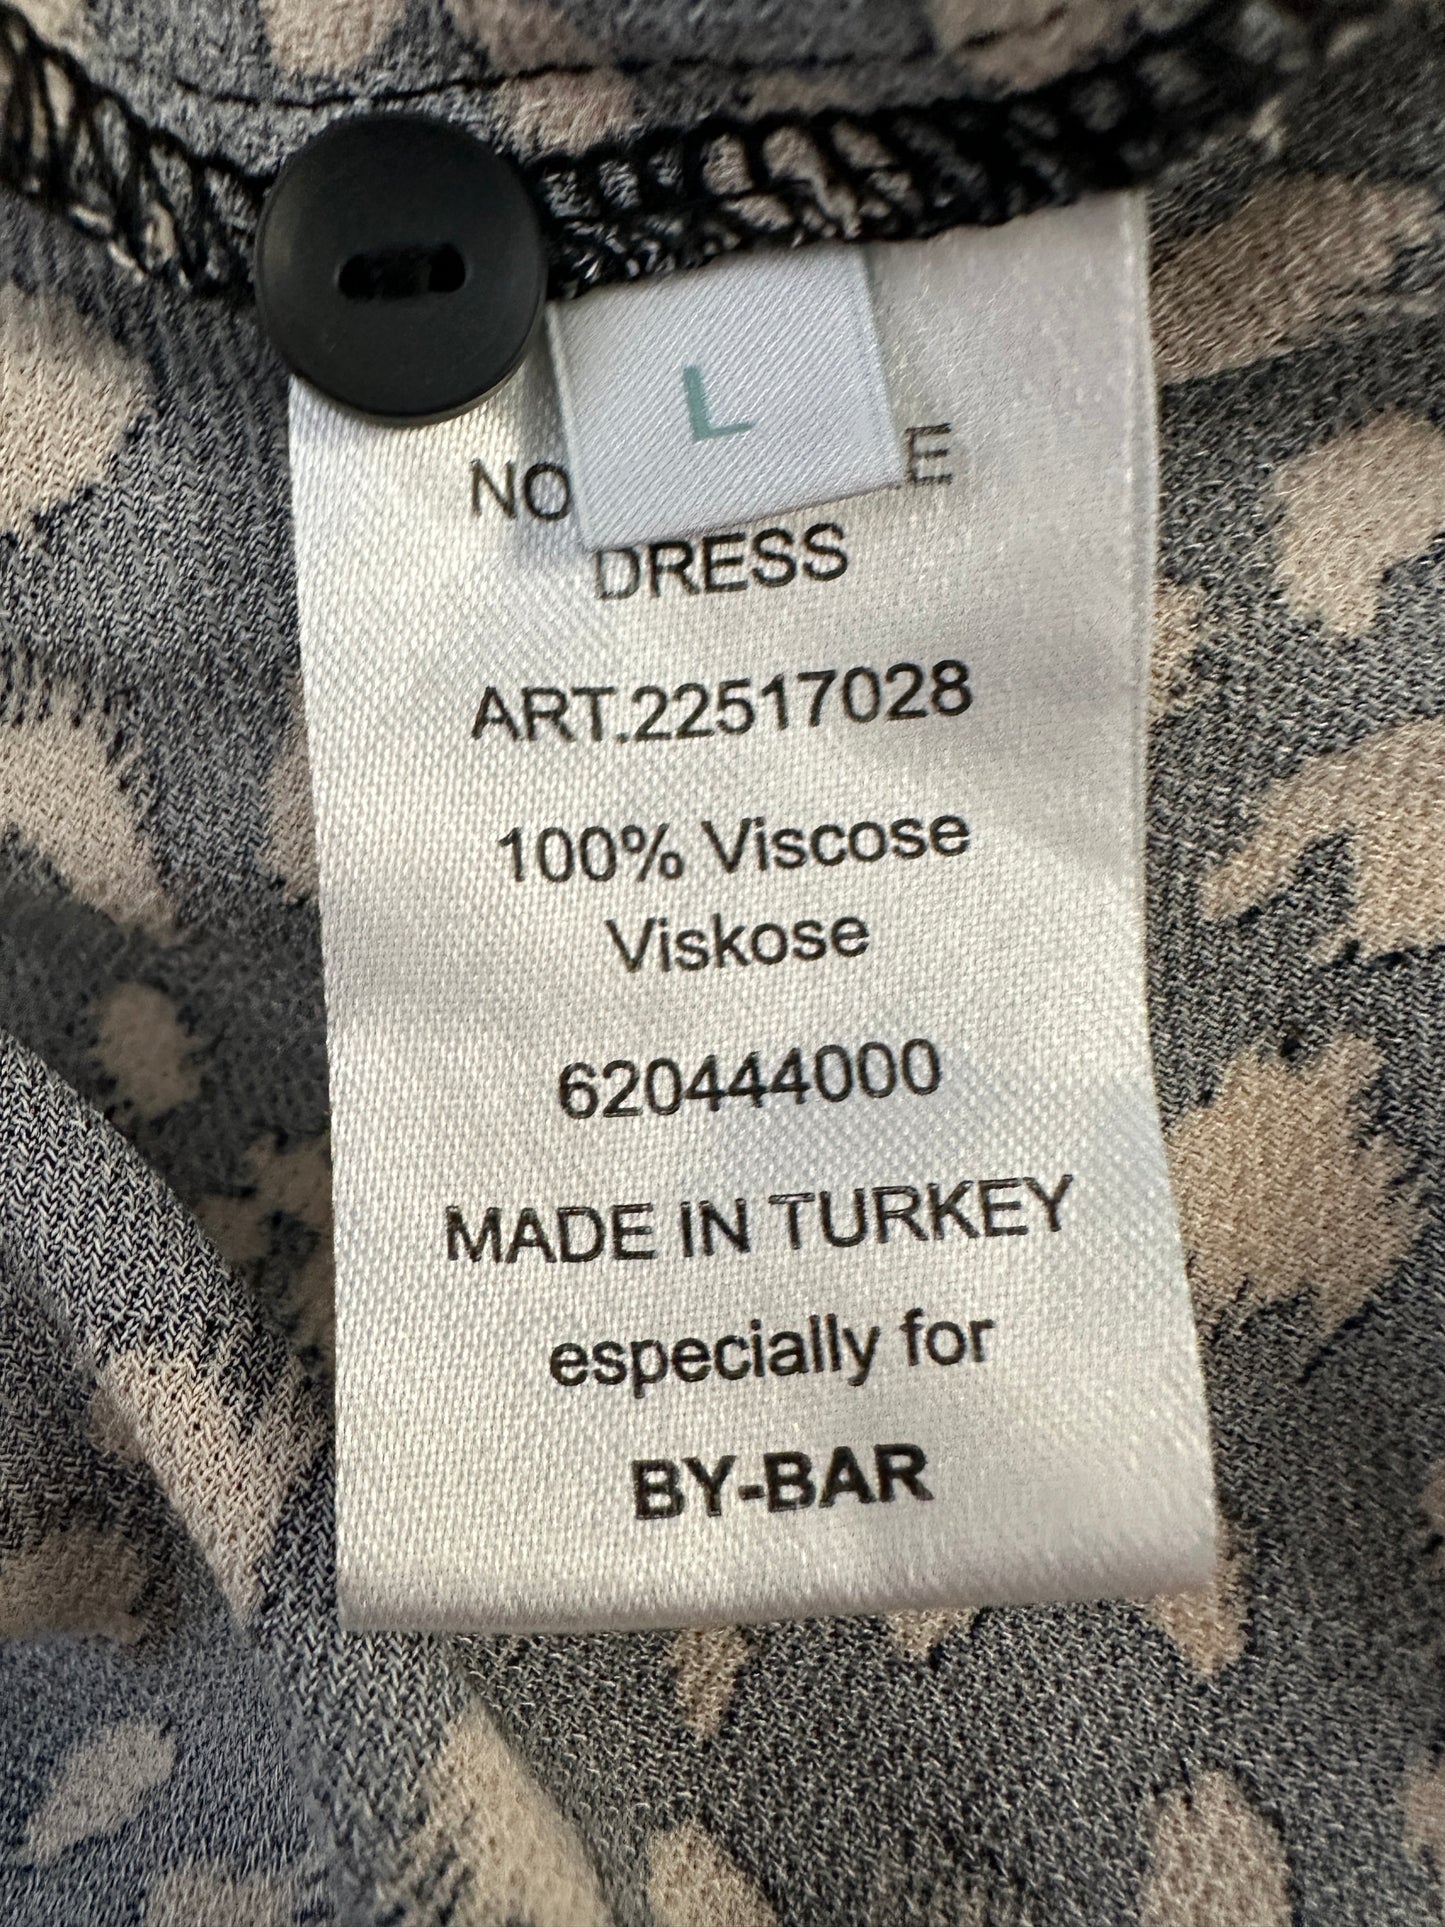 L
DRESS
ART.22517028
100% Viscose
Viskose
620444000
MADE IN TURKEY
especially for
BY-BAR